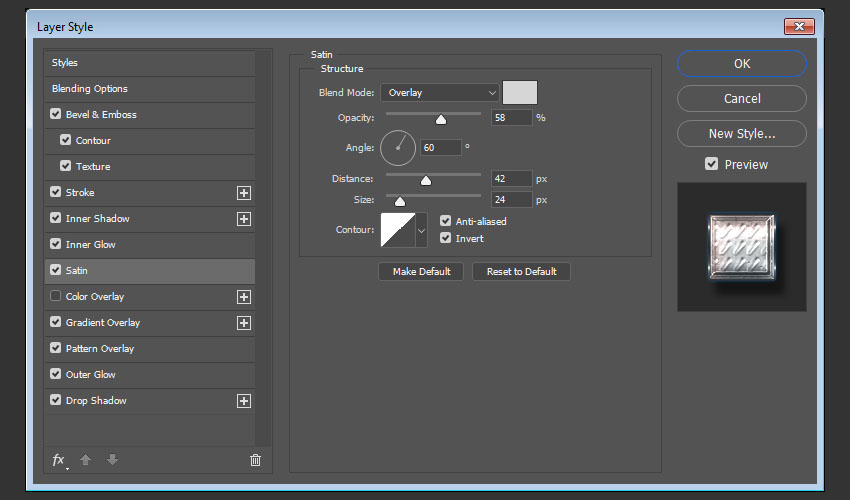 Layer Style
Styles
Blending Options
Bevel & Emboss
Contour
Texture
Stroke
Inner Shadow
Inner Glow
Satin
Color Overlay
Gradient Overlay
Pattern Overlay
Outer Glow
Drop Shadow
fx
Satin
Structure
Blend Mode: Overlay
Opacity: 58 %
Angle: 60 °
Distance: 42 px
Size: 24 px
Contour:
Anti-aliased
Invert
Make Default Reset to Default
OK
Cancel
New Style...
Preview